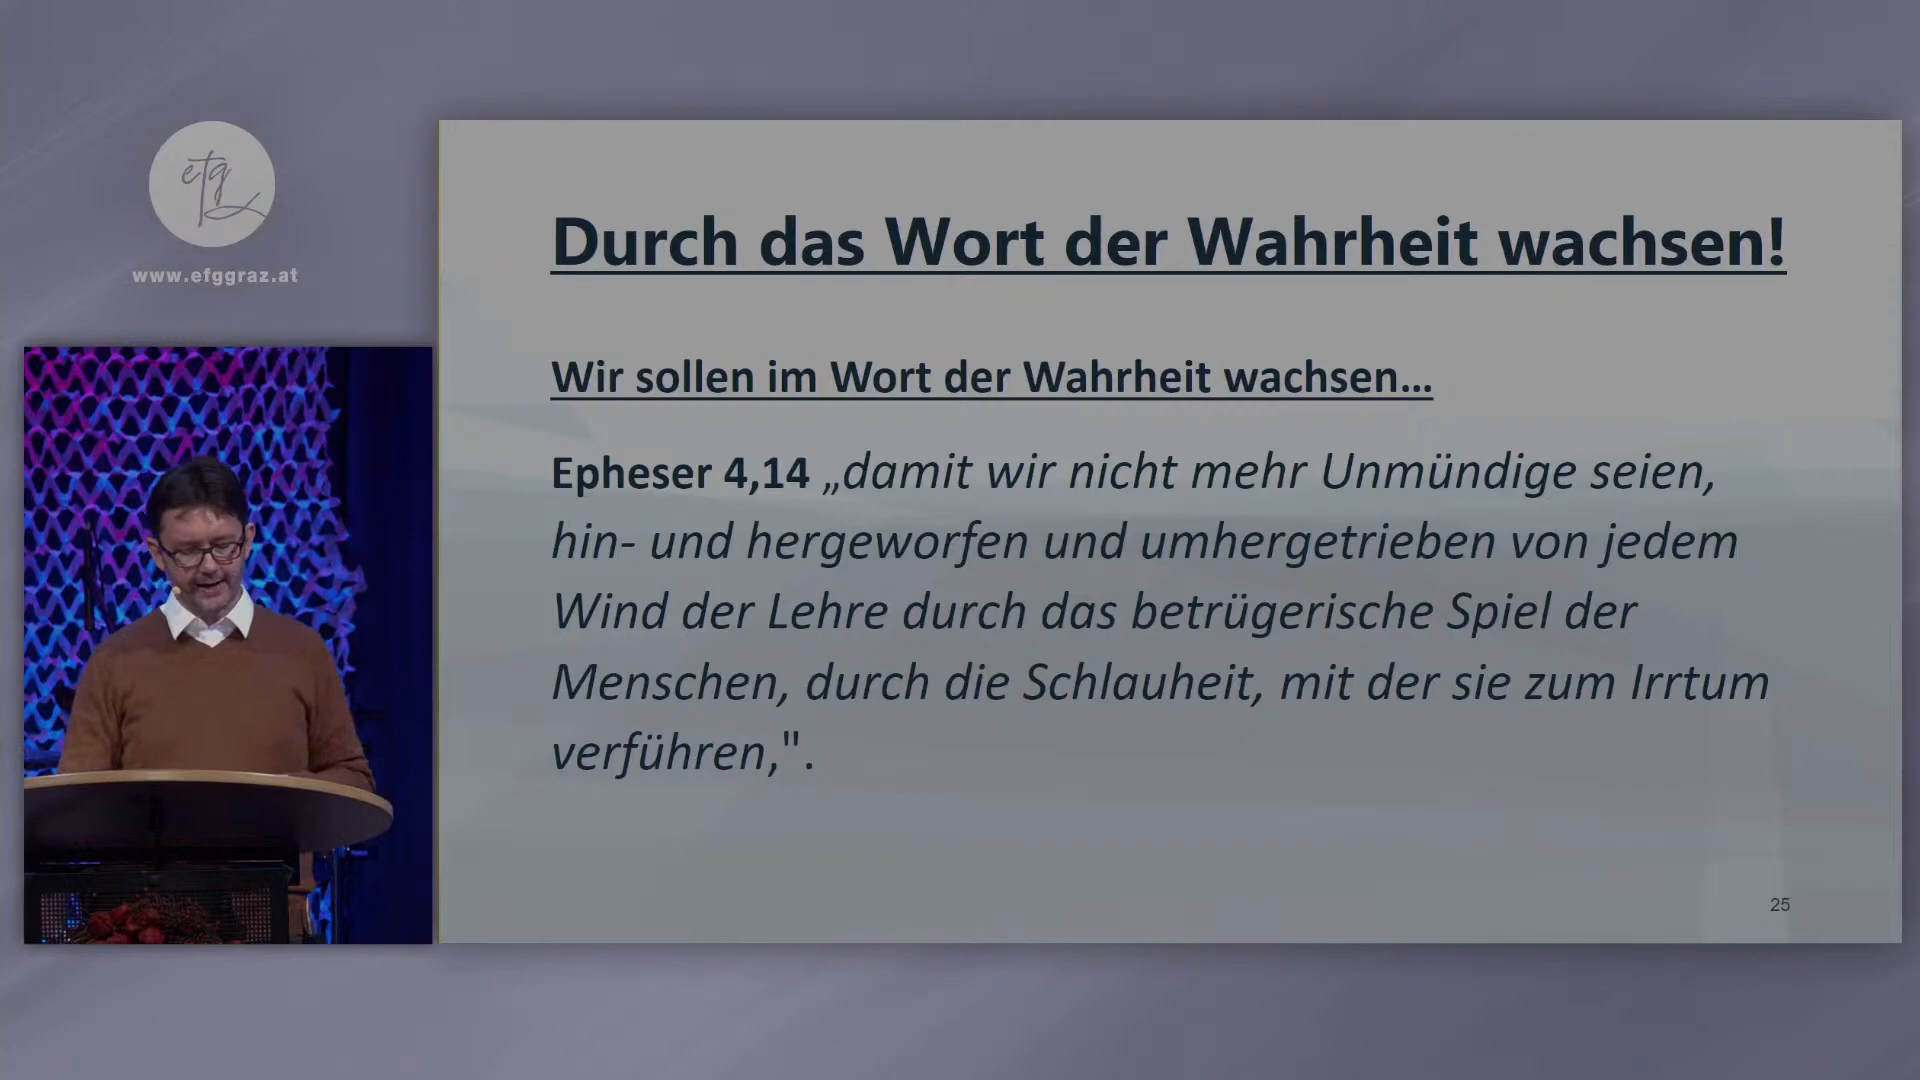 efg
www.efggraz.at
Durch das Wort der Wahrheit wachsen!
Wir sollen im Wort der Wahrheit wachsen…
Epheser 4,14 „damit wir nicht mehr Unmündige seien,
hin- und hergeworfen und umhergetrieben von jedem
Wind der Lehre durch das betrügerische Spiel der
Menschen, durch die Schlauheit, mit der sie zum Irrtum
verführen,".
25